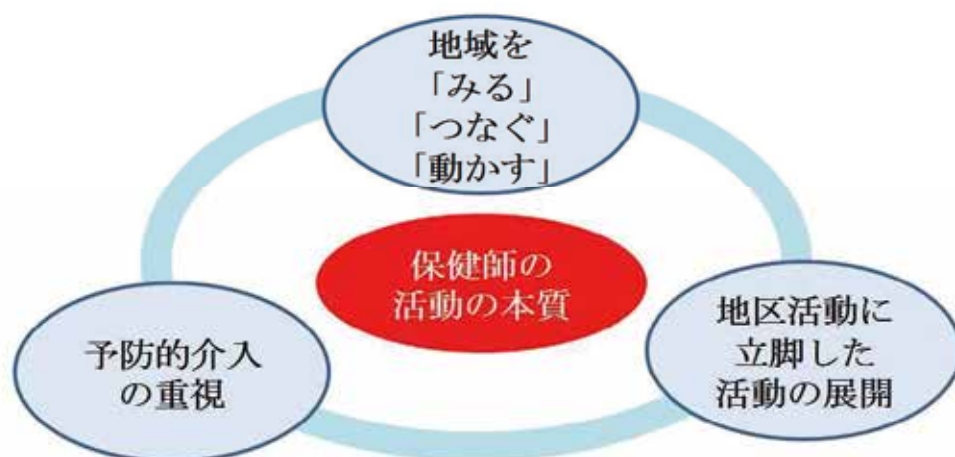 地域を
「みる」
「つなぐ」
「動かす」
保健師の
活動の本質
予防的介入
の重視
地区活動に
立脚した
活動の展開